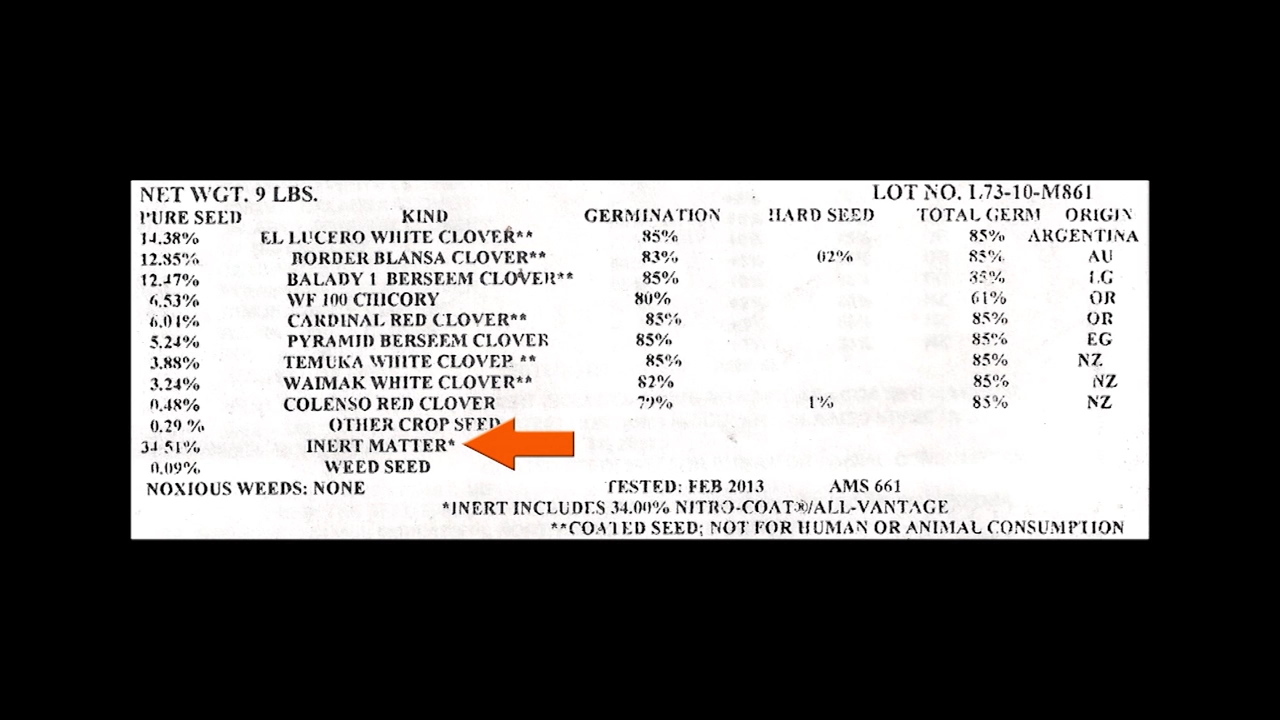 NET WGT. 9 LBS. LOT NO. L73-10-M861
PURE SEED KIND GERMINATION HARD SEED TOTAL GERM ORIGIN
14.38% EL LUCERO WHITE CLOVER** 85% 85% ARGENTINA
12.85% BORDER BLANSA CLOVER** 83% 02% 85% AU
12.47% BALADY 1 BERSEEM CLOVER** 85% EG
6.53% WF 100 CHICORY 80% OR
6.01% CARDINAL RED CLOVER** 85% 85% OR
5.24% PYRAMID BERSEEM CLOVER 85% 85% EG
3.88% TEMUKA WHITE CLOVER ** 85% 85% NZ
3.24% WAIMAK WHITE CLOVER** 82% 85% NZ
0.48% COLENSO RED CLOVER 79% 1% 85% NZ
0.29 % OTHER CROP SEED
34.51% INERT MATTER*
0.09% WEED SEED
NOXIOUS WEEDS: NONE TESTED: FEB 2013 AMS 661
*INERT INCLUDES 34.00% NITRO-COAT®/ALL-VANTAGE
**COATED SEED; NOT FOR HUMAN OR ANIMAL CONSUMPTION